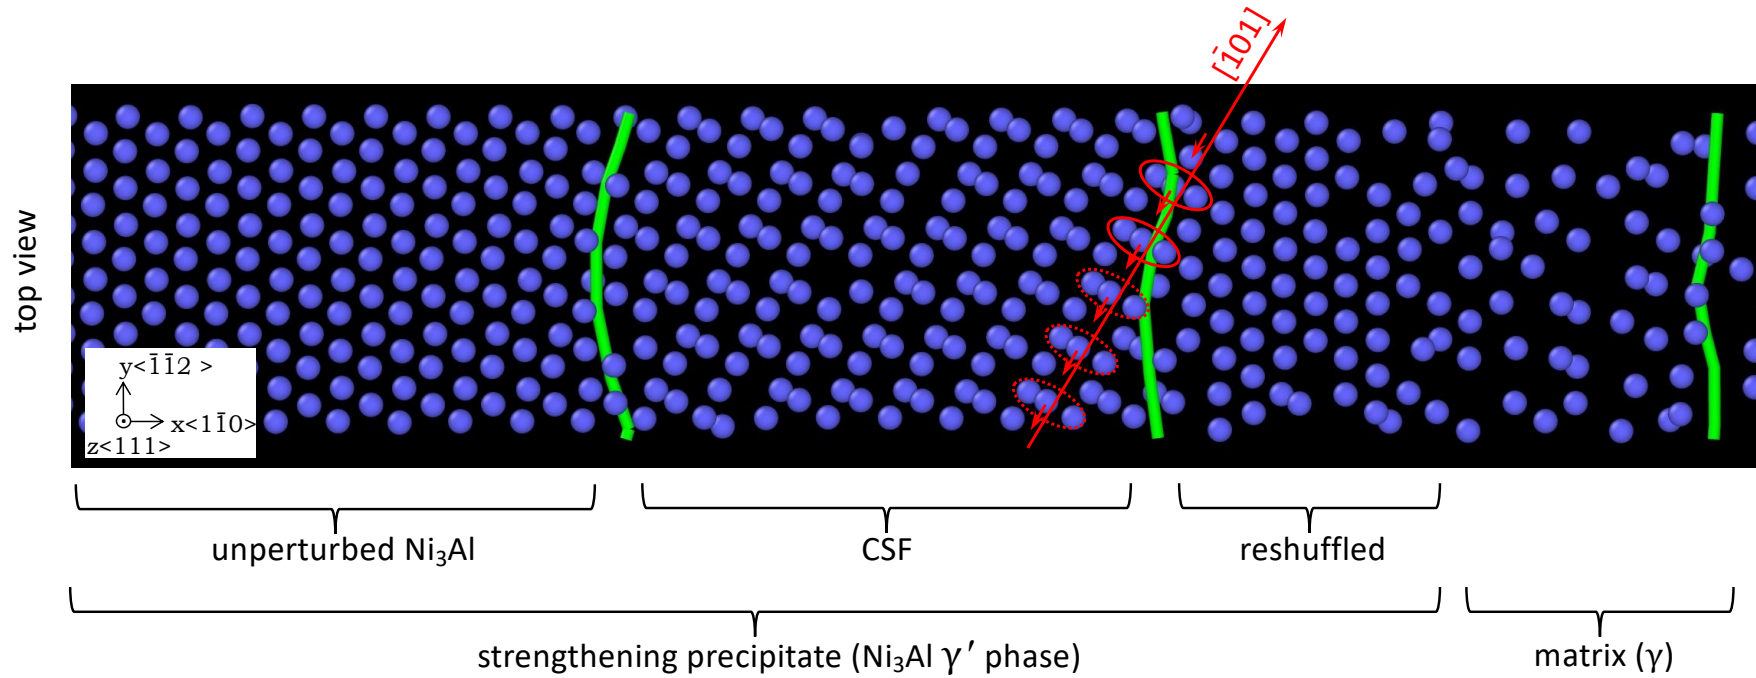 [1̄01]
top view
y<1̄1̄2 >
x<11̄0>
z<111>
unperturbed Ni₃Al
CSF
reshuffled
strengthening precipitate (Ni₃Al γ′ phase)
matrix (γ)